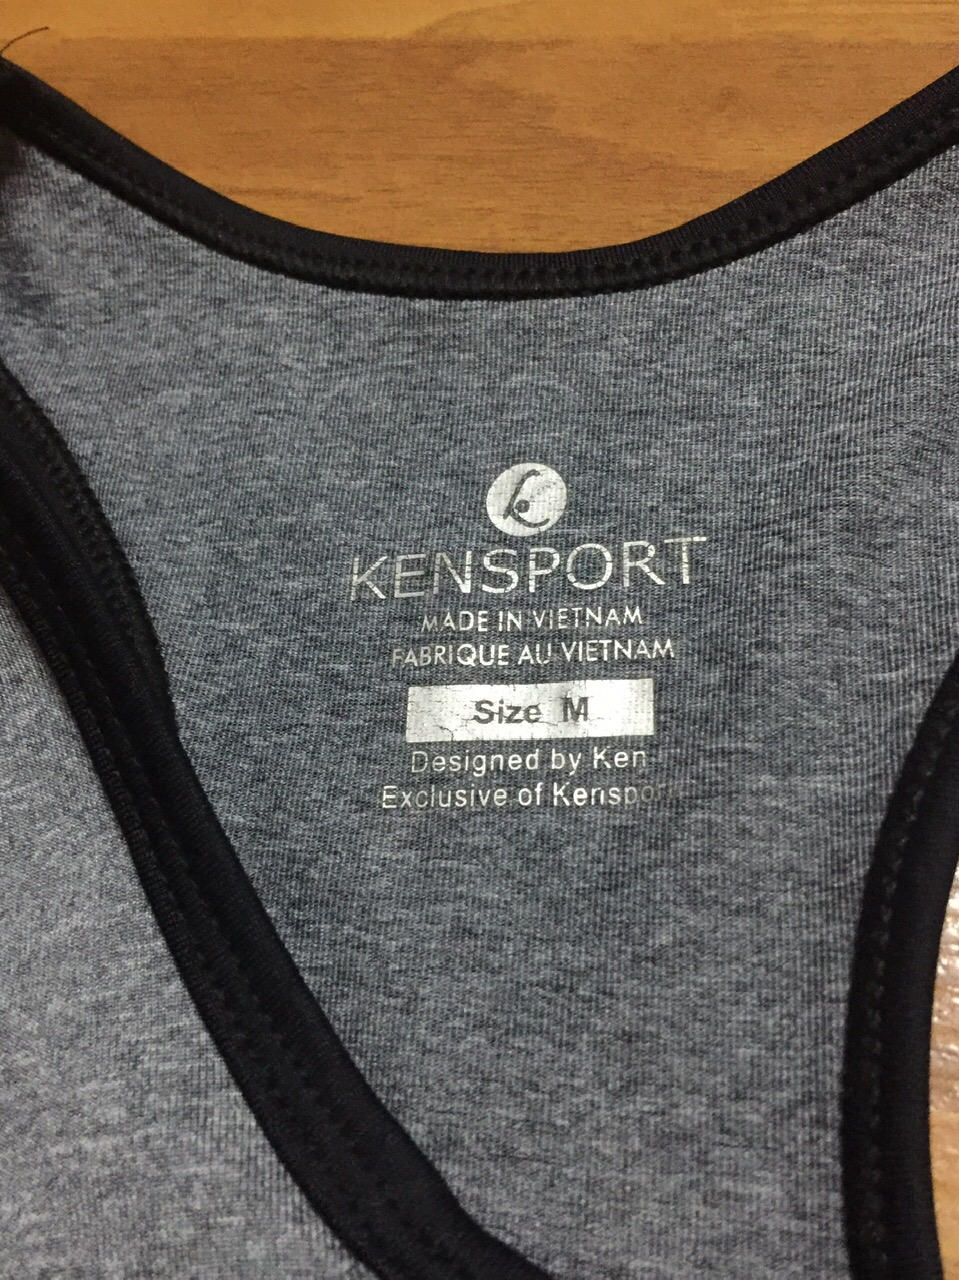 KENSPORT
MADE IN VIETNAM
FABRIQUE AU VIETNAM
Size M
Designed by Ken
Exclusive of Kensport